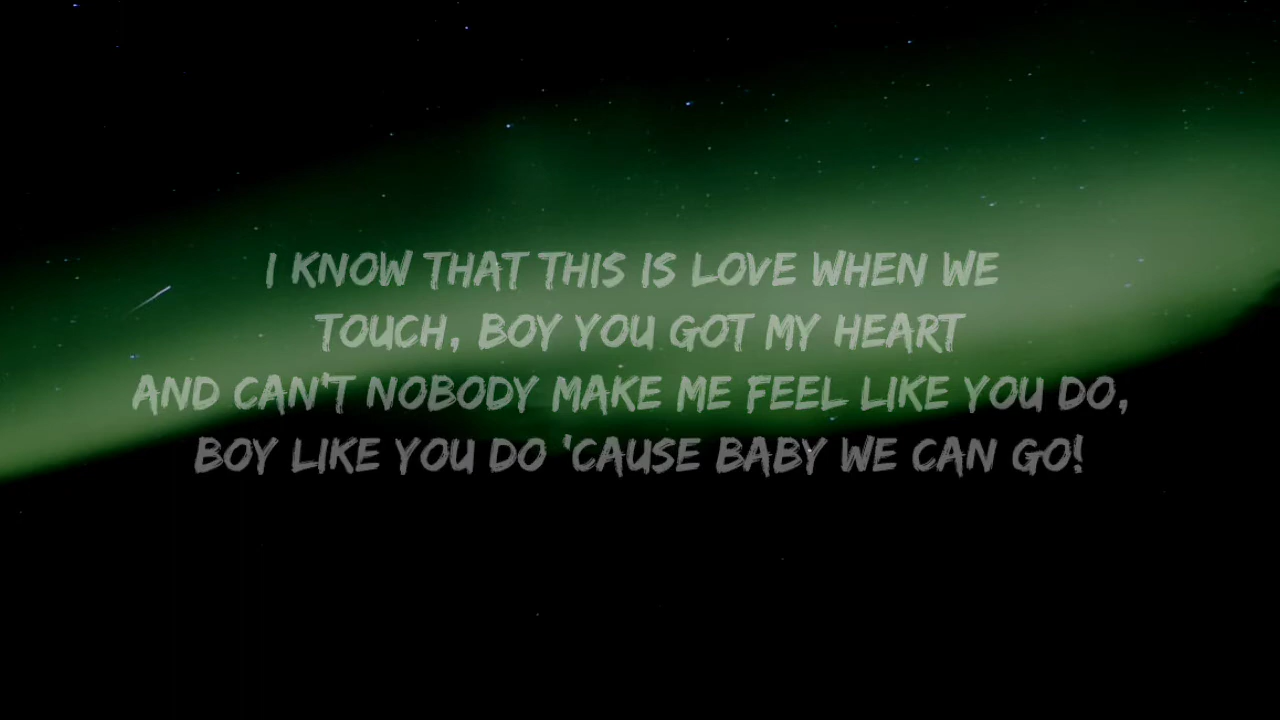 I KNOW THAT THIS IS LOVE WHEN WE
TOUCH, BOY YOU GOT MY HEART
AND CAN'T NOBODY MAKE ME FEEL LIKE YOU DO,
BOY LIKE YOU DO 'CAUSE BABY WE CAN GO!